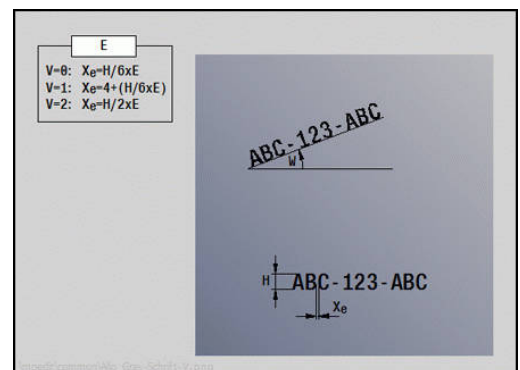 E
V=0: Xe=H/6xE
V=1: Xe=4+(H/6xE)
V=2: Xe=H/2xE
ABC-123-ABC
W
H ABC-123-ABC
Xe